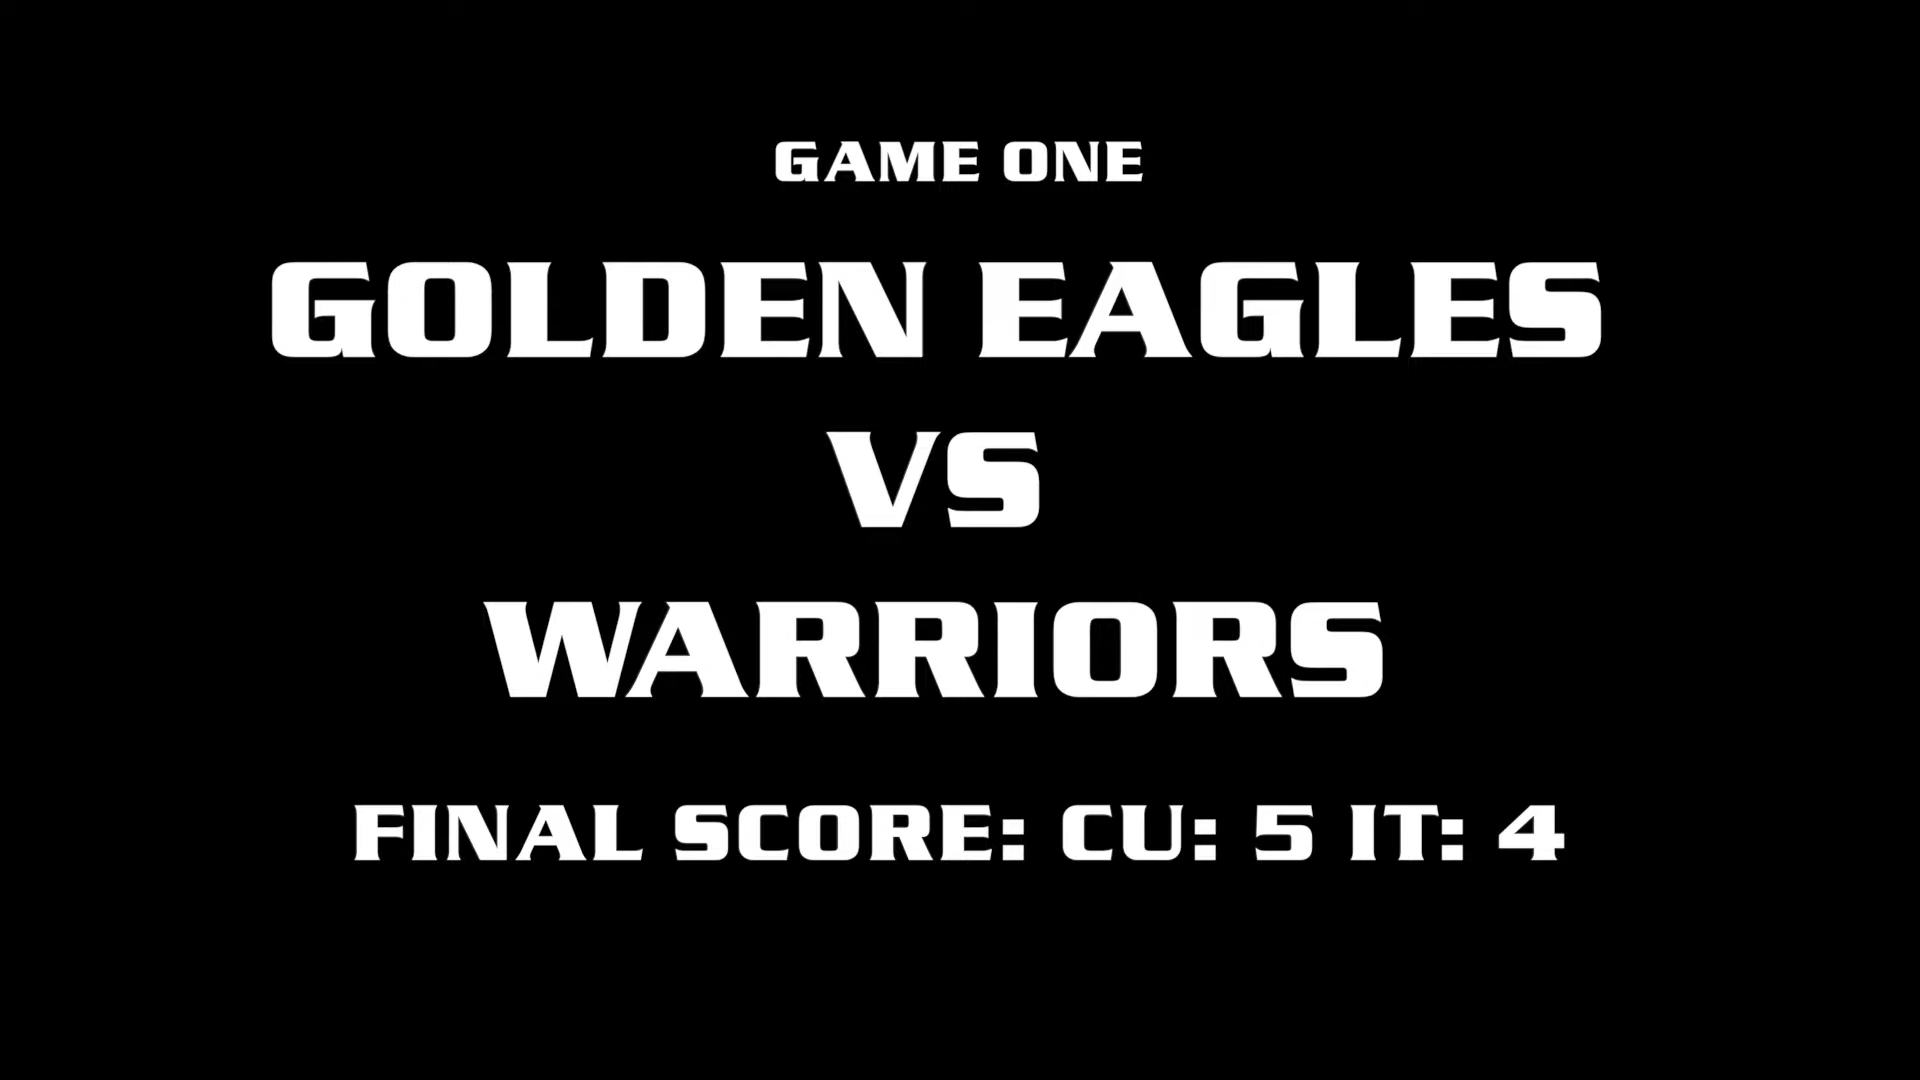 GAME ONE
GOLDEN EAGLES
VS
WARRIORS
FINAL SCORE: CU: 5 IT: 4